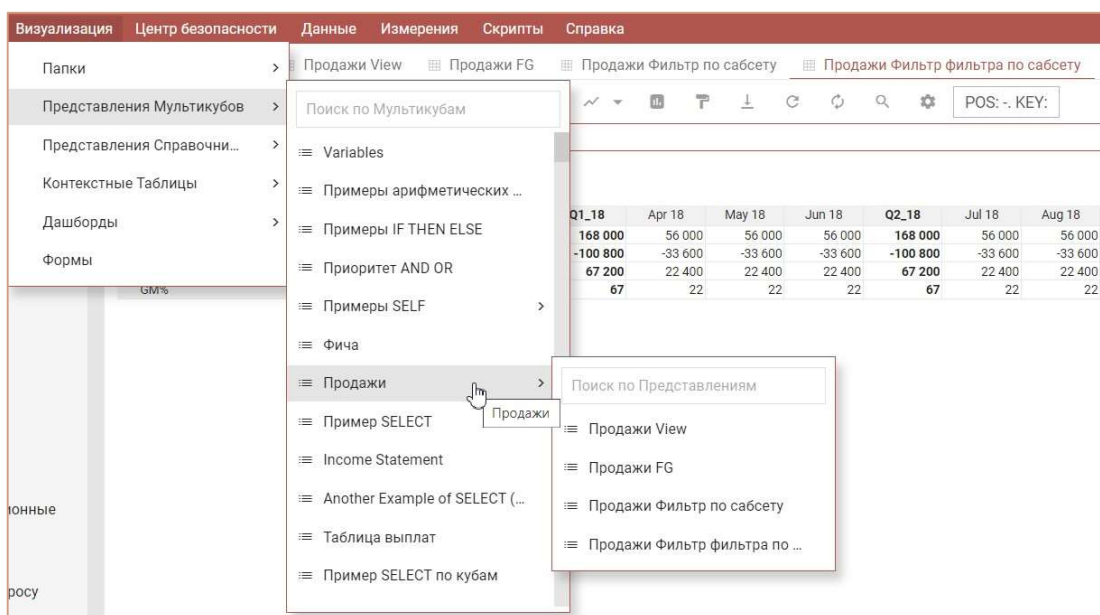 Визуализация Центр безопасности Данные Измерения Скрипты Справка
Продажи View Продажи FG Продажи Фильтр по сабсету Продажи Фильтр фильтра по сабсету
POS: -. KEY:
Папки
Представления Мультикубов
Представления Справочни...
Контекстные Таблицы
Дашборды
Формы
Поиск по Мультикубам
Variables
Примеры арифметических ...
Примеры IF THEN ELSE
Приоритет AND OR
Примеры SELF
Фича
Продажи
Пример SELECT
Income Statement
Another Example of SELECT (...
Таблица выплат
Пример SELECT по кубам
Продажи
Поиск по Представлениям
Продажи View
Продажи FG
Продажи Фильтр по сабсету
Продажи Фильтр фильтра по ...
Q1_18 Apr 18 May 18 Jun 18 Q2_18 Jul 18 Aug 18
168 000 56 000 56 000 56 000 168 000 56 000 56 000
-100 800 -33 600 -33 600 -33 600 -100 800 -33 600 -33 600
67 200 22 400 22 400 22 400 67 200 22 400 22 400
GM% 67 22 22 22 67 22 22
ионные
росу